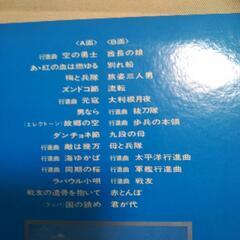 〈A面〉
行進曲 空の勇士
あゝ紅の血は燃ゆる
梅と兵隊
ズンドコ節
行進曲 元寇
男なら
(エレクトーン) 故郷の空
ダンチョネ節
行進曲 敵は幾万
行進曲 海ゆかば
行進曲 同期の桜
ラバウル小唄
戦友の遺骨を抱いて
(ラッパ) 国の鎮め
〈B面〉
酋長の娘
別れ船
旅姿三人男
流転
大利根月夜
行進曲 抜刀隊
行進曲 歩兵の本領
九段の母
母と兵隊
行進曲 太平洋行進曲
行進曲 軍艦行進曲
行進曲 戦友
赤とんぼ
君が代